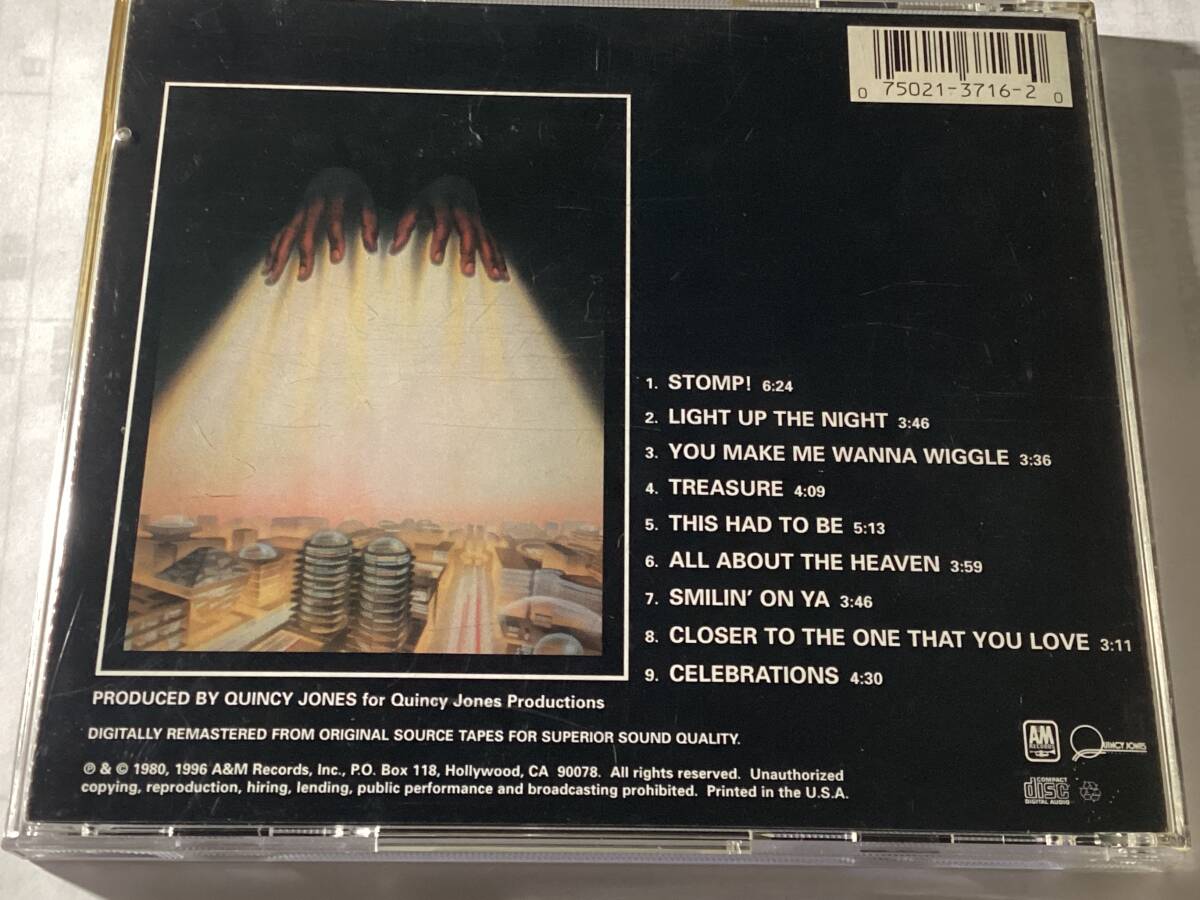 0 75021-3716-2 0
1. STOMP! 6:24
2. LIGHT UP THE NIGHT 3:46
3. YOU MAKE ME WANNA WIGGLE 3:36
4. TREASURE 4:09
5. THIS HAD TO BE 5:13
6. ALL ABOUT THE HEAVEN 3:59
7. SMILIN' ON YA 3:46
8. CLOSER TO THE ONE THAT YOU LOVE 3:11
9. CELEBRATIONS 4:30
PRODUCED BY QUINCY JONES for Quincy Jones Productions
DIGITALLY REMASTERED FROM ORIGINAL SOURCE TAPES FOR SUPERIOR SOUND QUALITY.
℗ & © 1980, 1996 A&M Records, Inc., P.O. Box 118, Hollywood, CA 90078. All rights reserved. Unauthorized
copying, reproduction, hiring, lending, public performance and broadcasting prohibited. Printed in the U.S.A.
AM
RECORDS
QUINCY JONES
COMPACT
disc
DIGITAL AUDIO